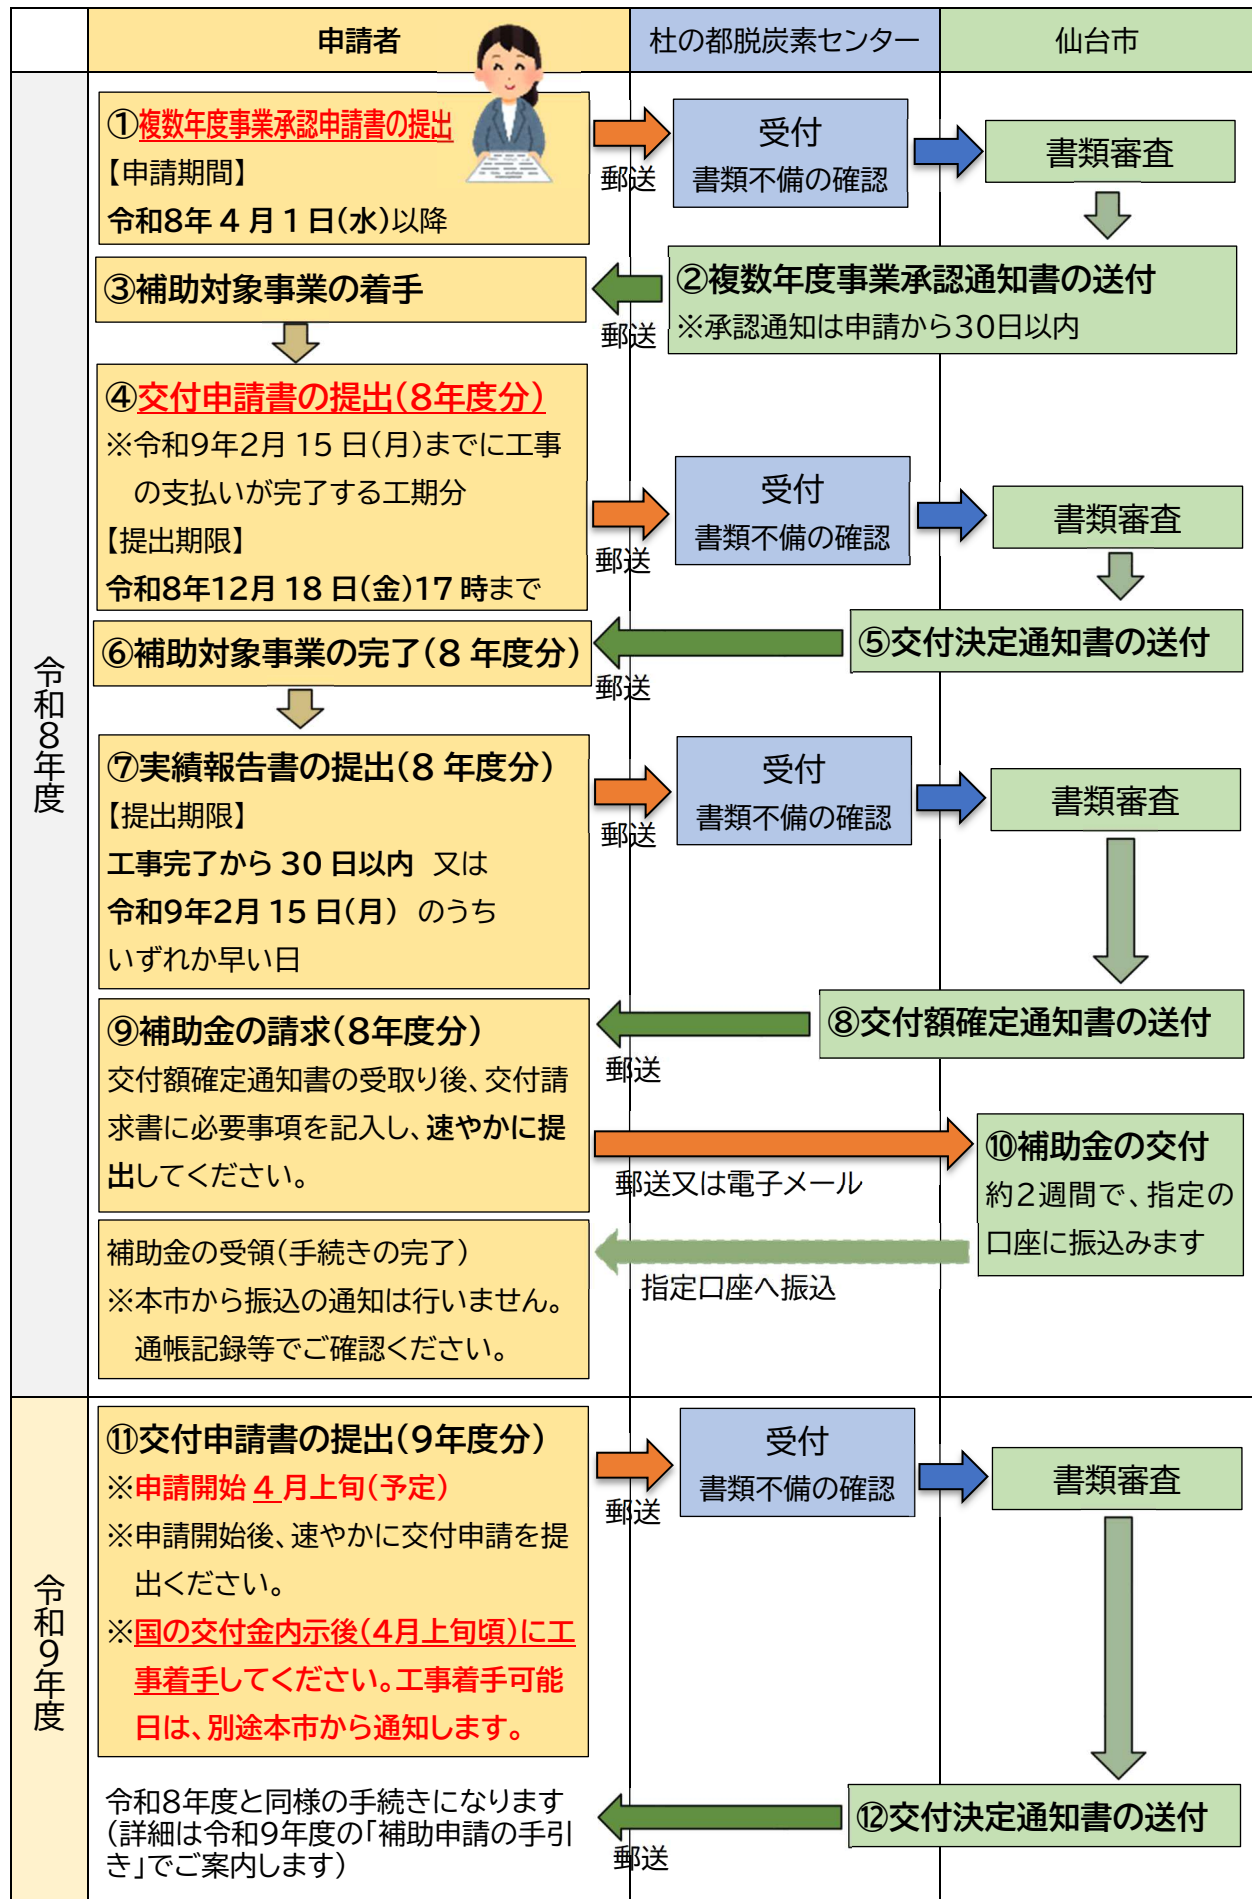 申請者
杜の都脱炭素センター
仙台市
令和8年度
①複数年度事業承認申請書の提出
【申請期間】
令和8年4月1日(水)以降
郵送
受付
書類不備の確認
書類審査
②複数年度事業承認通知書の送付
※承認通知は申請から30日以内
郵送
③補助対象事業の着手
④交付申請書の提出(8年度分)
※令和9年2月15日(月)までに工事
の支払いが完了する工期分
【提出期限】
令和8年12月18日(金)17時まで
郵送
受付
書類不備の確認
書類審査
⑤交付決定通知書の送付
郵送
⑥補助対象事業の完了(8年度分)
⑦実績報告書の提出(8年度分)
【提出期限】
工事完了から30日以内 又は
令和9年2月15日(月) のうち
いずれか早い日
郵送
受付
書類不備の確認
書類審査
⑧交付額確定通知書の送付
郵送
⑨補助金の請求(8年度分)
交付額確定通知書の受取り後、交付請
求書に必要事項を記入し、速やかに提
出してください。
郵送又は電子メール
⑩補助金の交付
約2週間で、指定の
口座に振込みます
指定口座へ振込
補助金の受領(手続きの完了)
※本市から振込の通知は行いません。
通帳記録等でご確認ください。
令和9年度
⑪交付申請書の提出(9年度分)
※申請開始4月上旬(予定)
※申請開始後、速やかに交付申請を提
出ください。
※国の交付金内示後(4月上旬頃)に工
事着手してください。工事着手可能
日は、別途本市から通知します。
郵送
受付
書類不備の確認
書類審査
⑫交付決定通知書の送付
郵送
令和8年度と同様の手続きになります
(詳細は令和9年度の「補助申請の手引
き」でご案内します)